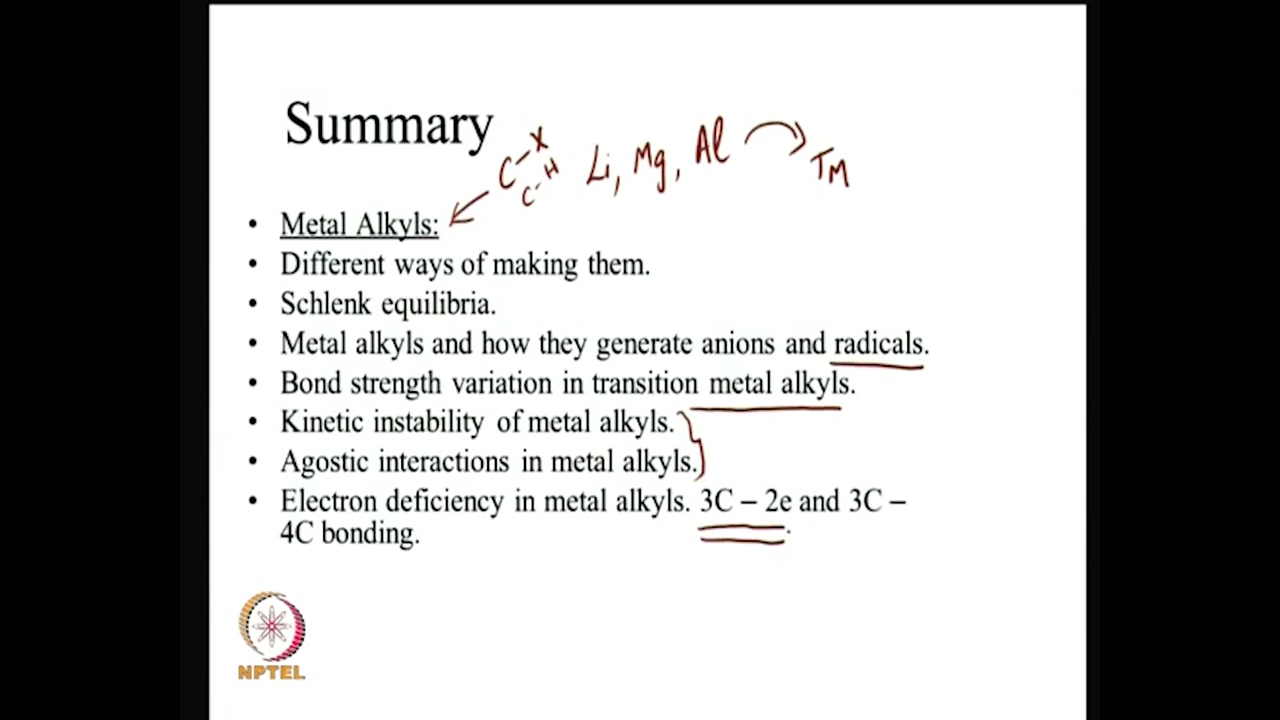 Summary
C-X
C-H
Li, Mg, Al
TM
• Metal Alkyls:
• Different ways of making them.
• Schlenk equilibria.
• Metal alkyls and how they generate anions and radicals.
• Bond strength variation in transition metal alkyls.
• Kinetic instability of metal alkyls.
• Agostic interactions in metal alkyls.
• Electron deficiency in metal alkyls. 3C – 2e and 3C –
4C bonding.
NPTEL